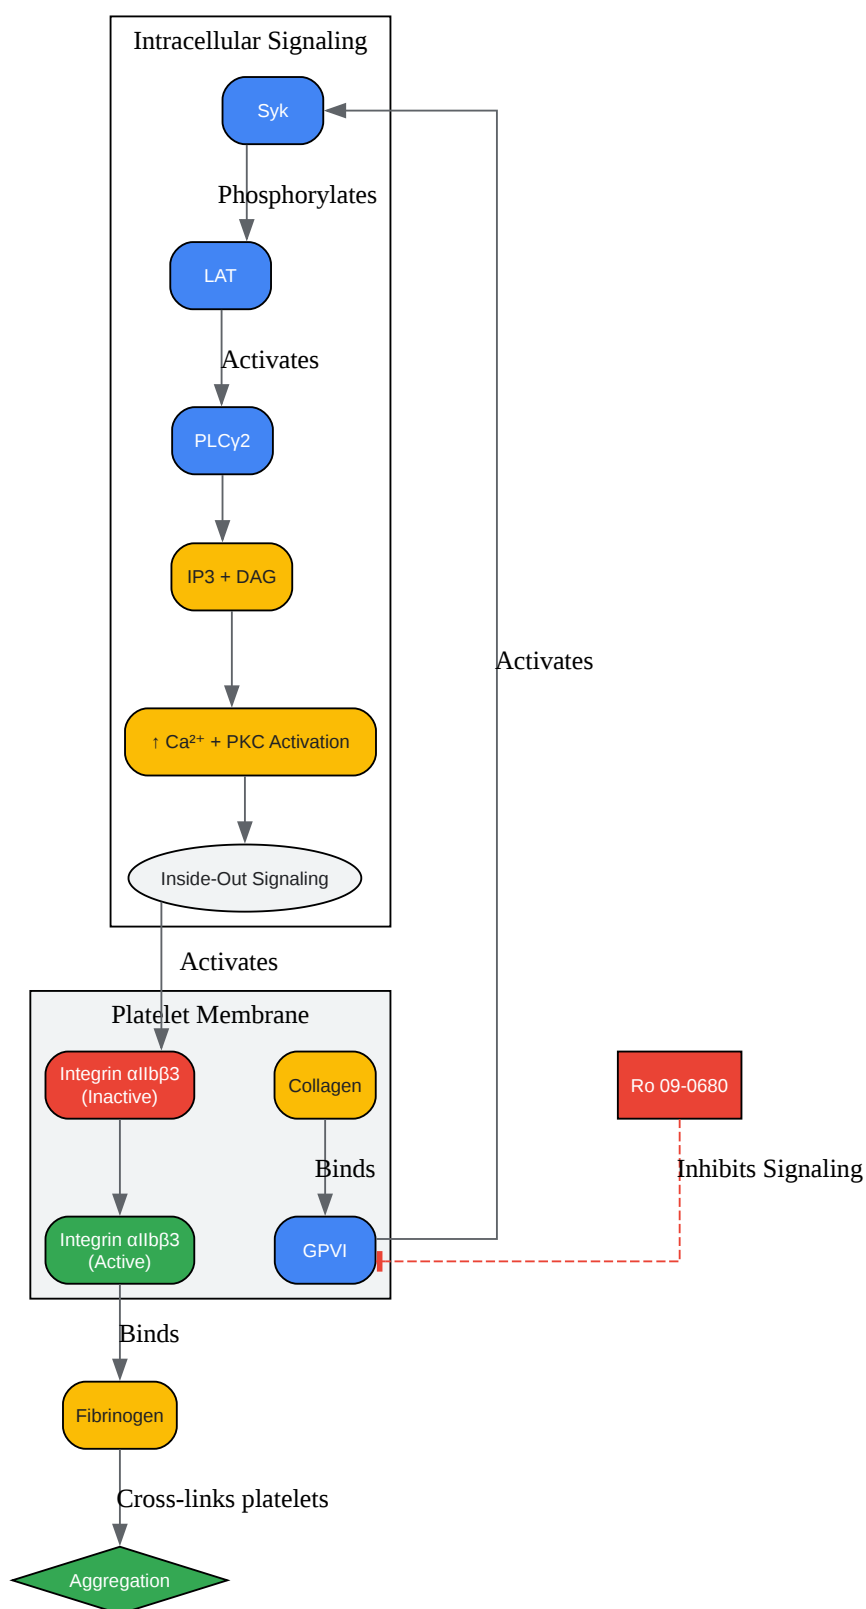 Intracellular Signaling
Syk
Phosphorylates
LAT
Activates
PLCγ2
IP3 + DAG
Activates
↑ Ca²⁺ + PKC Activation
Inside-Out Signaling
Activates
Platelet Membrane
Integrin αIIbβ3
(Inactive)
Collagen
Ro 09-0680
Binds
Inhibits Signaling
Integrin αIIbβ3
(Active)
GPVI
Binds
Fibrinogen
Cross-links platelets
Aggregation